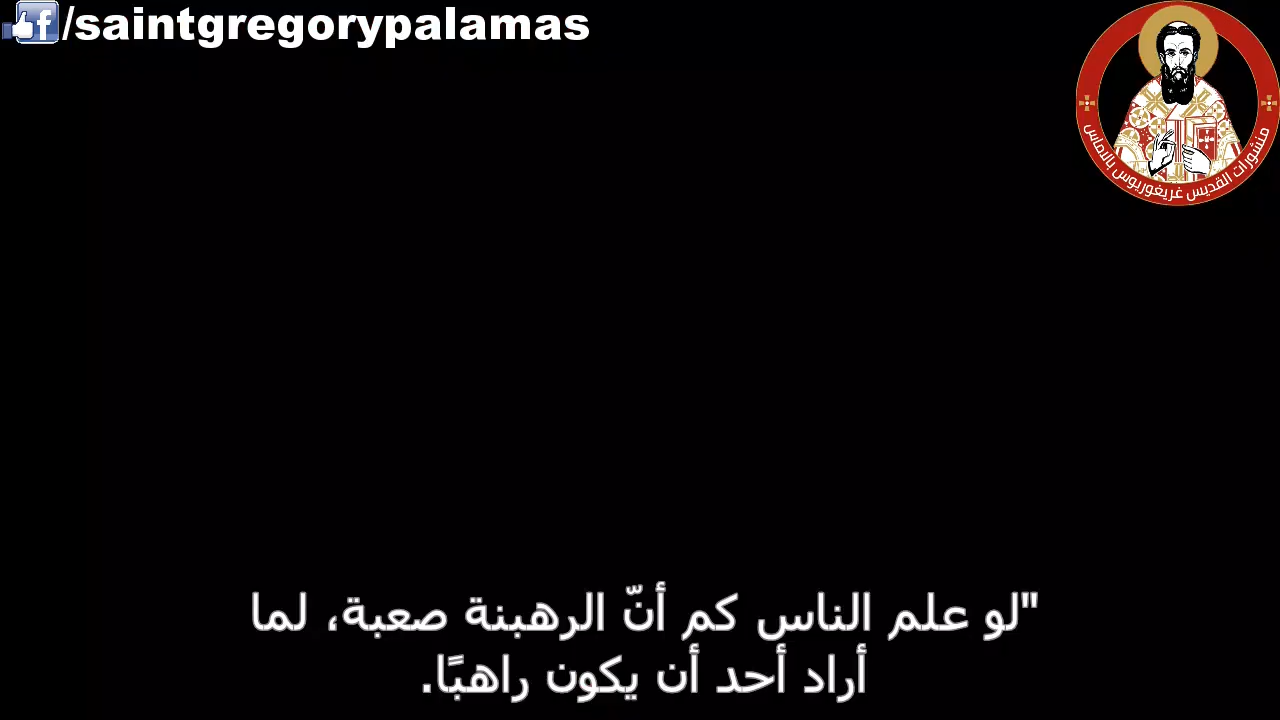 /saintgregorypalamas
منشورات القديس غريغوريوس بالاماس
"لو علم الناس كم أنّ الرهبنة صعبة، لما
أراد أحد أن يكون راهبًا.